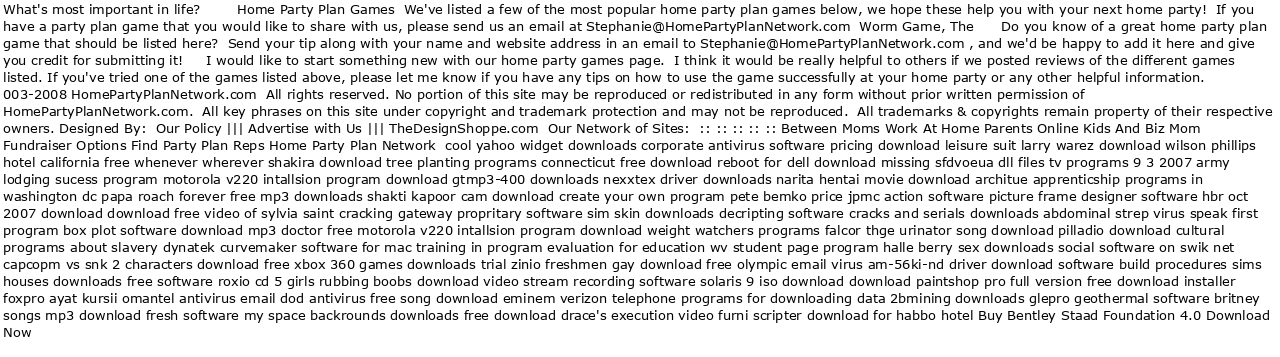 What's most important in life?        Home Party Plan Games  We've listed a few of the most popular home party plan games below, we hope these help you with your next home party!  If you
have a party plan game that you would like to share with us, please send us an email at Stephanie@HomePartyPlanNetwork.com  Worm Game, The      Do you know of a great home party plan
game that should be listed here?  Send your tip along with your name and website address in an email to Stephanie@HomePartyPlanNetwork.com , and we'd be happy to add it here and give
you credit for submitting it!     I would like to start something new with our home party games page.  I think it would be really helpful to others if we posted reviews of the different games
listed. If you've tried one of the games listed above, please let me know if you have any tips on how to use the game successfully at your home party or any other helpful information.
003-2008 HomePartyPlanNetwork.com  All rights reserved. No portion of this site may be reproduced or redistributed in any form without prior written permission of
HomePartyPlanNetwork.com.  All key phrases on this site under copyright and trademark protection and may not be reproduced.  All trademarks & copyrights remain property of their respective
owners. Designed By:  Our Policy ||| Advertise with Us ||| TheDesignShoppe.com  Our Network of Sites:  :: :: :: :: :: Between Moms Work At Home Parents Online Kids And Biz Mom
Fundraiser Options Find Party Plan Reps Home Party Plan Network  cool yahoo widget downloads corporate antivirus software pricing download leisure suit larry warez download wilson phillips
hotel california free whenever wherever shakira download tree planting programs connecticut free download reboot for dell download missing sfdvoeua dll files tv programs 9 3 2007 army
lodging sucess program motorola v220 intallsion program download gtmp3-400 downloads nexxtex driver downloads narita hentai movie download architue apprenticship programs in
washington dc papa roach forever free mp3 downloads shakti kapoor cam download create your own program pete bemko price jpmc action software picture frame designer software hbr oct
2007 download download free video of sylvia saint cracking gateway propritary software sim skin downloads decripting software cracks and serials downloads abdominal strep virus speak first
program box plot software download mp3 doctor free motorola v220 intallsion program download weight watchers programs falcor thge urinator song download pilladio download cultural
programs about slavery dynatek curvemaker software for mac training in program evaluation for education wv student page program halle berry sex downloads social software on swik net
capcopm vs snk 2 characters download free xbox 360 games downloads trial zinio freshmen gay download free olympic email virus am-56ki-nd driver download software build procedures sims
houses downloads free software roxio cd 5 girls rubbing boobs download video stream recording software solaris 9 iso download download paintshop pro full version free download installer
foxpro ayat kursii omantel antivirus email dod antivirus free song download eminem verizon telephone programs for downloading data 2bmining downloads glepro geothermal software britney
songs mp3 download fresh software my space backrounds downloads free download drace's execution video furni scripter download for habbo hotel Buy Bentley Staad Foundation 4.0 Download
Now